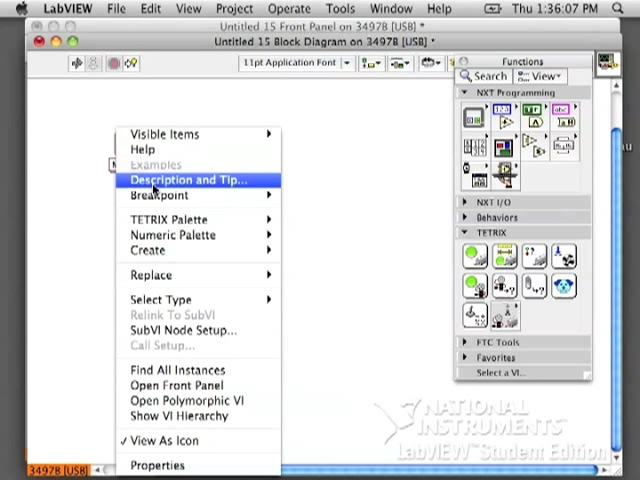 LabVIEW File Edit View Project Operate Tools Window Help Thu 1:36:07 PM
Untitled 15 Front Panel on 34978 [USB] *
Untitled 15 Block Diagram on 34978 [USB] *
11pt Application Font
Functions
Search View
NXT Programming
NXT I/O
Behaviors
TETRIX
FTC Tools
Favorites
Select a VI...
Visible Items
Help
Examples
Description and Tip...
Breakpoint
TETRIX Palette
Numeric Palette
Create
Replace
Select Type
Relink To SubVI
SubVI Node Setup...
Call Setup...
Find All Instances
Open Front Panel
Open Polymorphic VI
Show VI Hierarchy
✓ View As Icon
Properties
NATIONAL
INSTRUMENTS
LabVIEW Student Edition
34978 [USB]